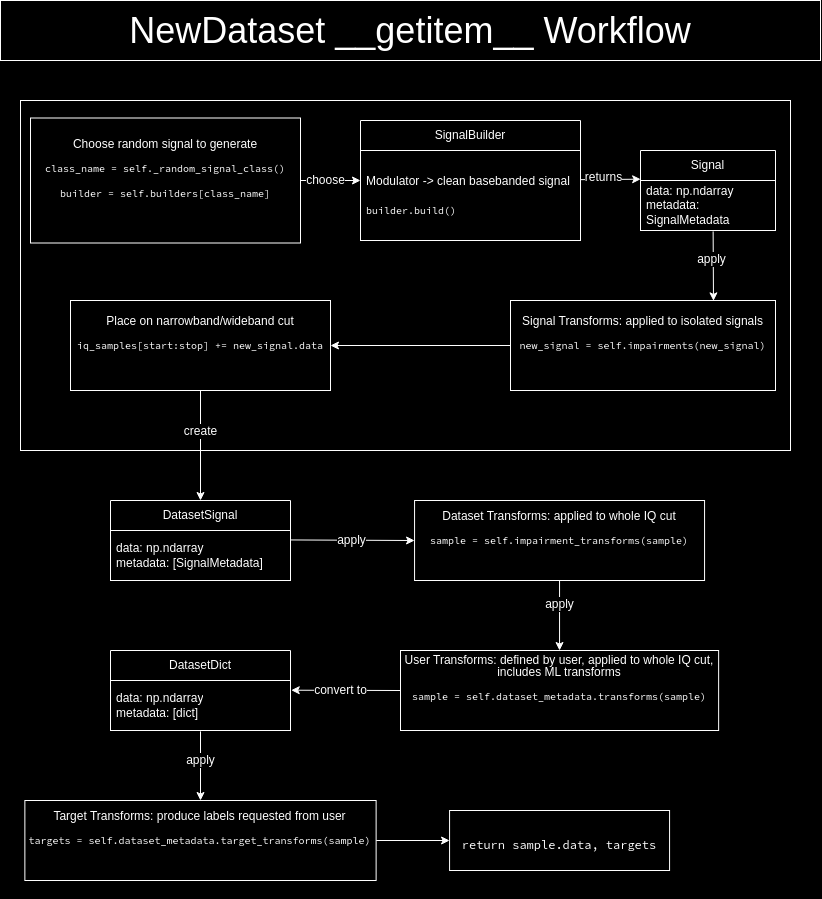 NewDataset __getitem__ Workflow
Choose random signal to generate
class_name = self._random_signal_class()
builder = self.builders[class_name]
choose
SignalBuilder
Modulator -> clean basebanded signal
builder.build()
returns
Signal
data: np.ndarray
metadata:
SignalMetadata
apply
Signal Transforms: applied to isolated signals
new_signal = self.impairments(new_signal)
Place on narrowband/wideband cut
iq_samples[start:stop] += new_signal.data
create
DatasetSignal
data: np.ndarray
metadata: [SignalMetadata]
apply
Dataset Transforms: applied to whole IQ cut
sample = self.impairment_transforms(sample)
apply
User Transforms: defined by user, applied to whole IQ cut,
includes ML transforms
sample = self.dataset_metadata.transforms(sample)
convert to
DatasetDict
data: np.ndarray
metadata: [dict]
apply
Target Transforms: produce labels requested from user
targets = self.dataset_metadata.target_transforms(sample)
return sample.data, targets